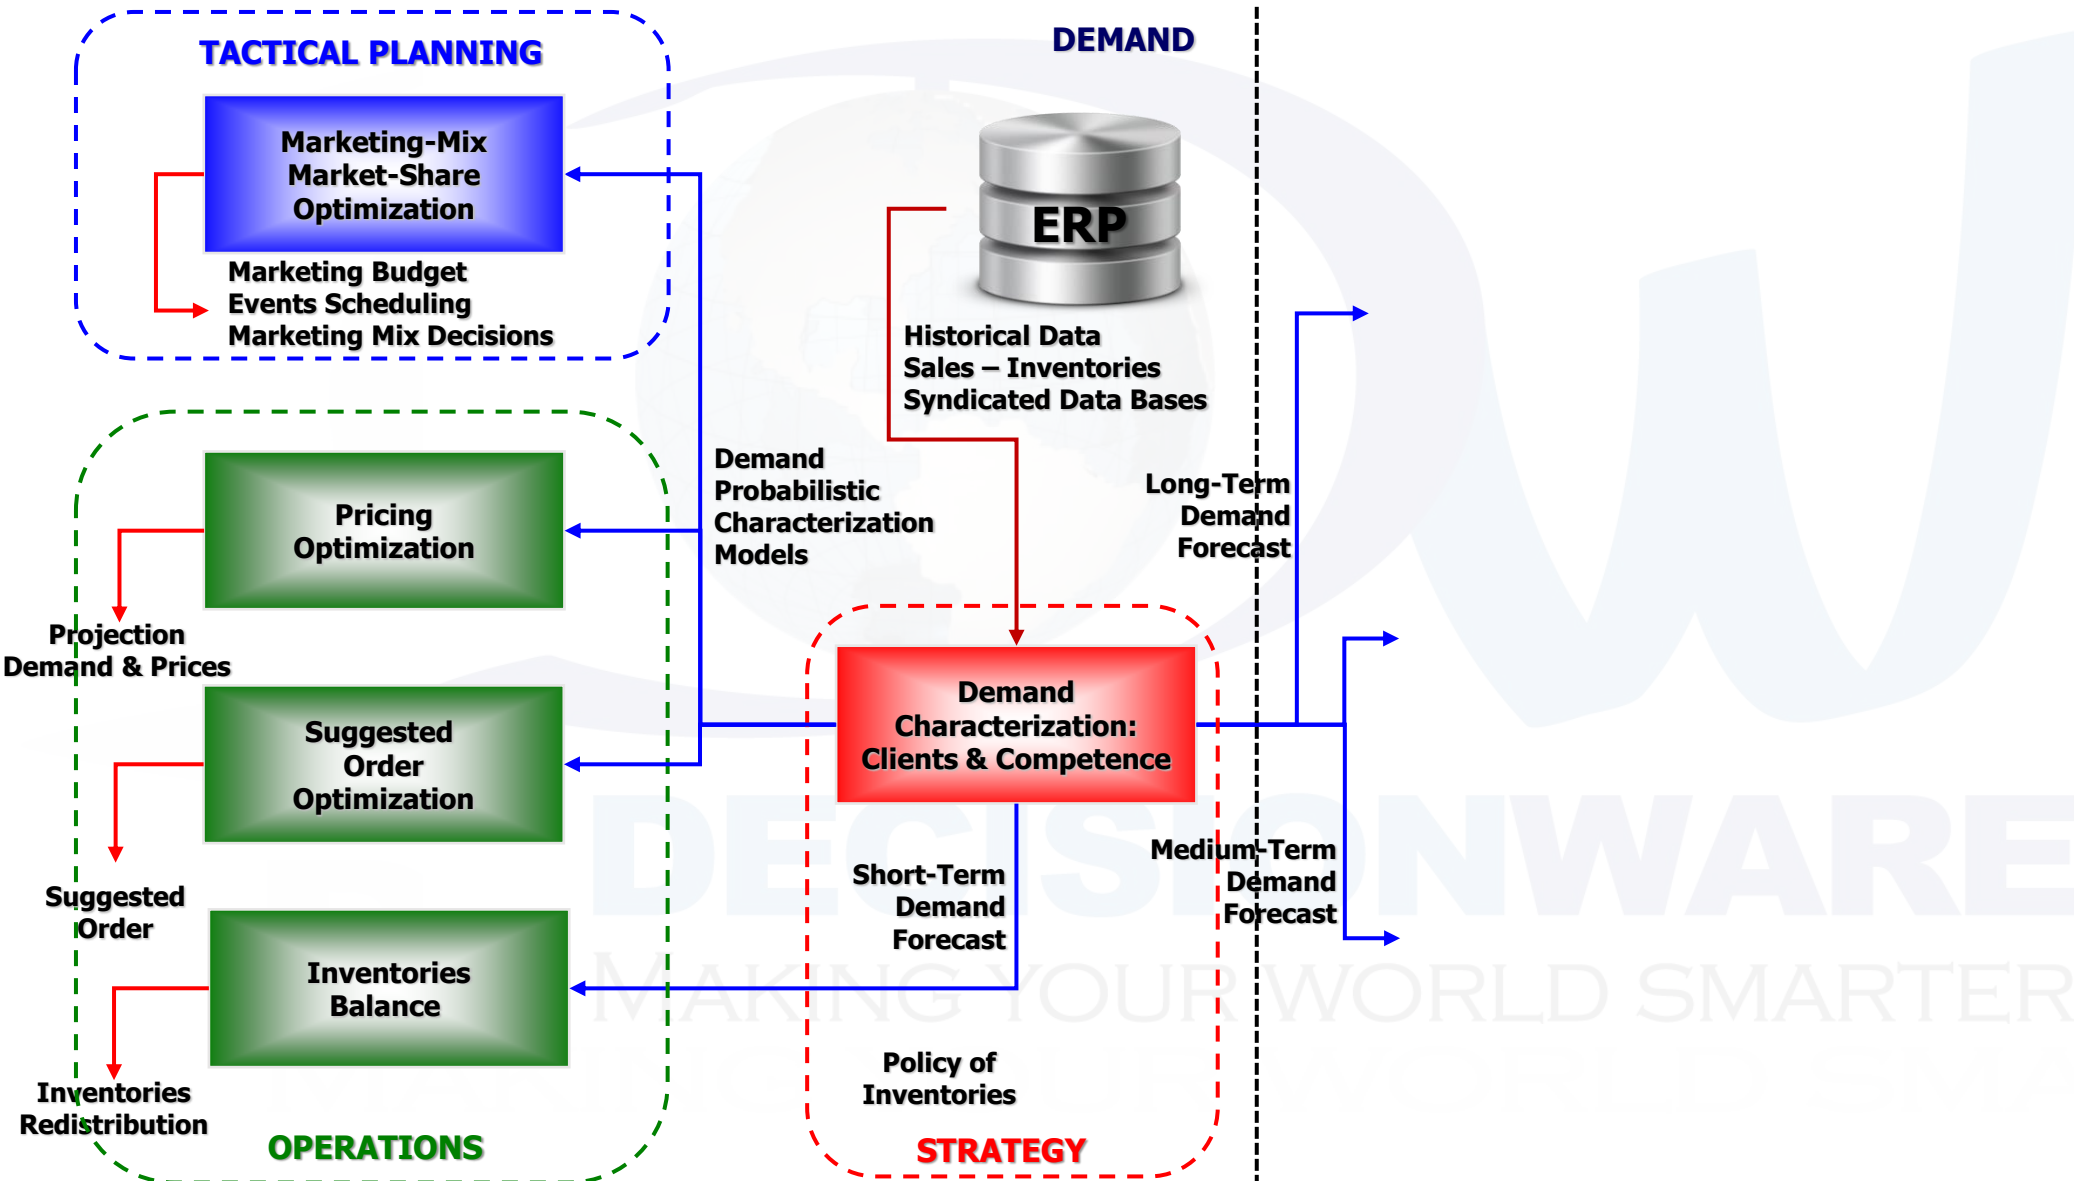 TACTICAL PLANNING
Marketing-Mix
Market-Share
Optimization
Marketing Budget
Events Scheduling
Marketing Mix Decisions
DEMAND
ERP
Historical Data
Sales – Inventories
Syndicated Data Bases
Demand
Probabilistic
Characterization
Models
Long-Term
Demand
Forecast
Pricing
Optimization
Projection
Demand & Prices
Suggested
Order
Optimization
Suggested
Order
Demand
Characterization:
Clients & Competence
Short-Term
Demand
Forecast
Medium-Term
Demand
Forecast
Inventories
Balance
Inventories
Redistribution
OPERATIONS
Policy of
Inventories
STRATEGY
DECISIONWARE
MAKING YOUR WORLD SMARTER